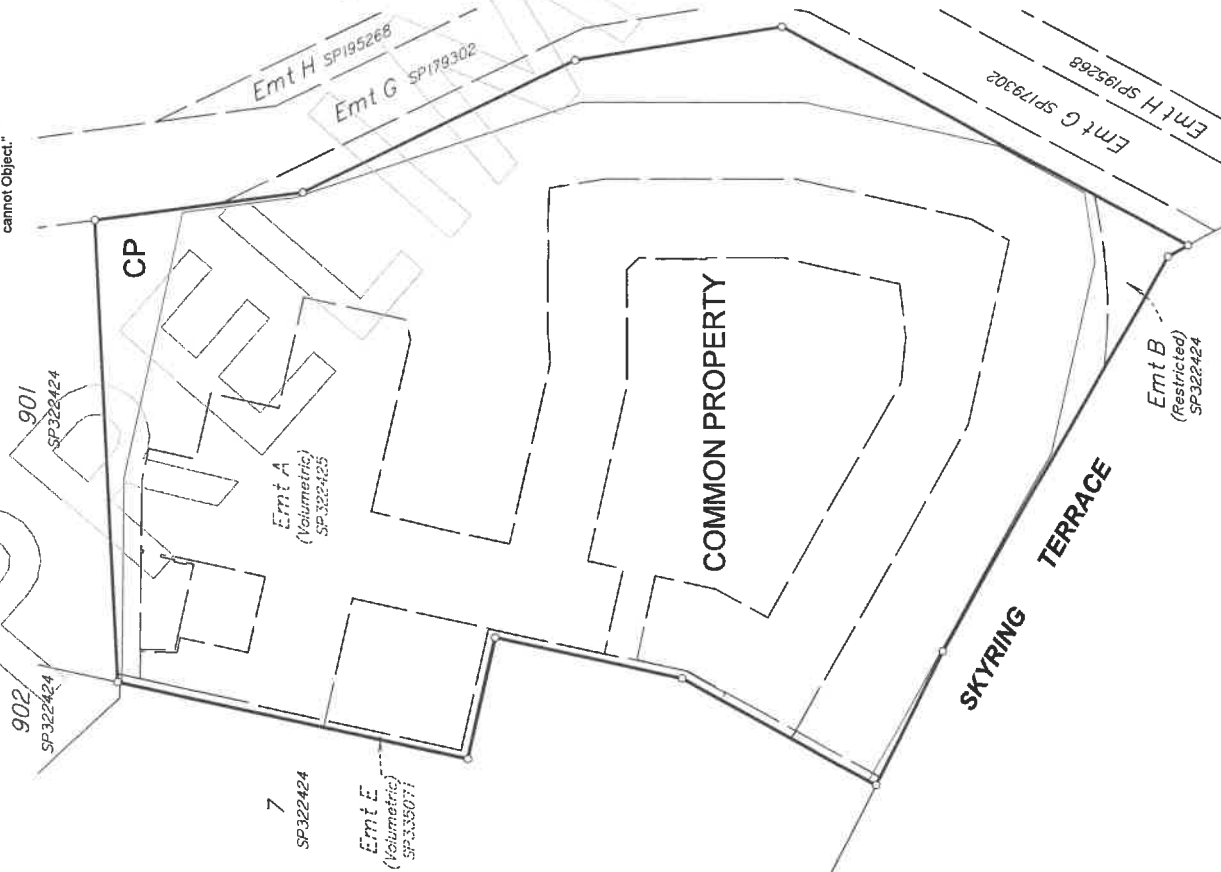 cannot Object."
Emt H SP195268
Emt G SP179302
CP
901
SP322424
902
SP322424
Emt A
(Volumetric)
SP322425
COMMON PROPERTY
7
SP322424
Emt E
(Volumetric)
SP335071
Emt G SP179302
Emt H SP195268
Emt B
(Restricted)
SP322424
SKYRING TERRACE